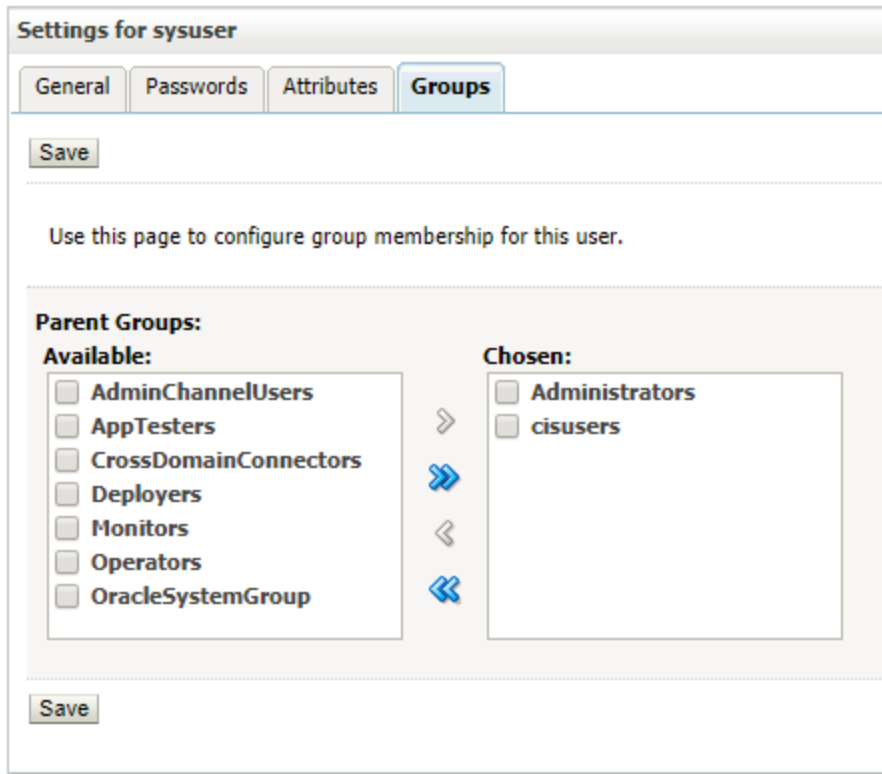 Settings for sysuser
General Passwords Attributes Groups
Save
Use this page to configure group membership for this user.
Parent Groups:
Available:
AdminChannelUsers
AppTesters
CrossDomainConnectors
Deployers
Monitors
Operators
OracleSystemGroup
Chosen:
Administrators
cisusers
Save